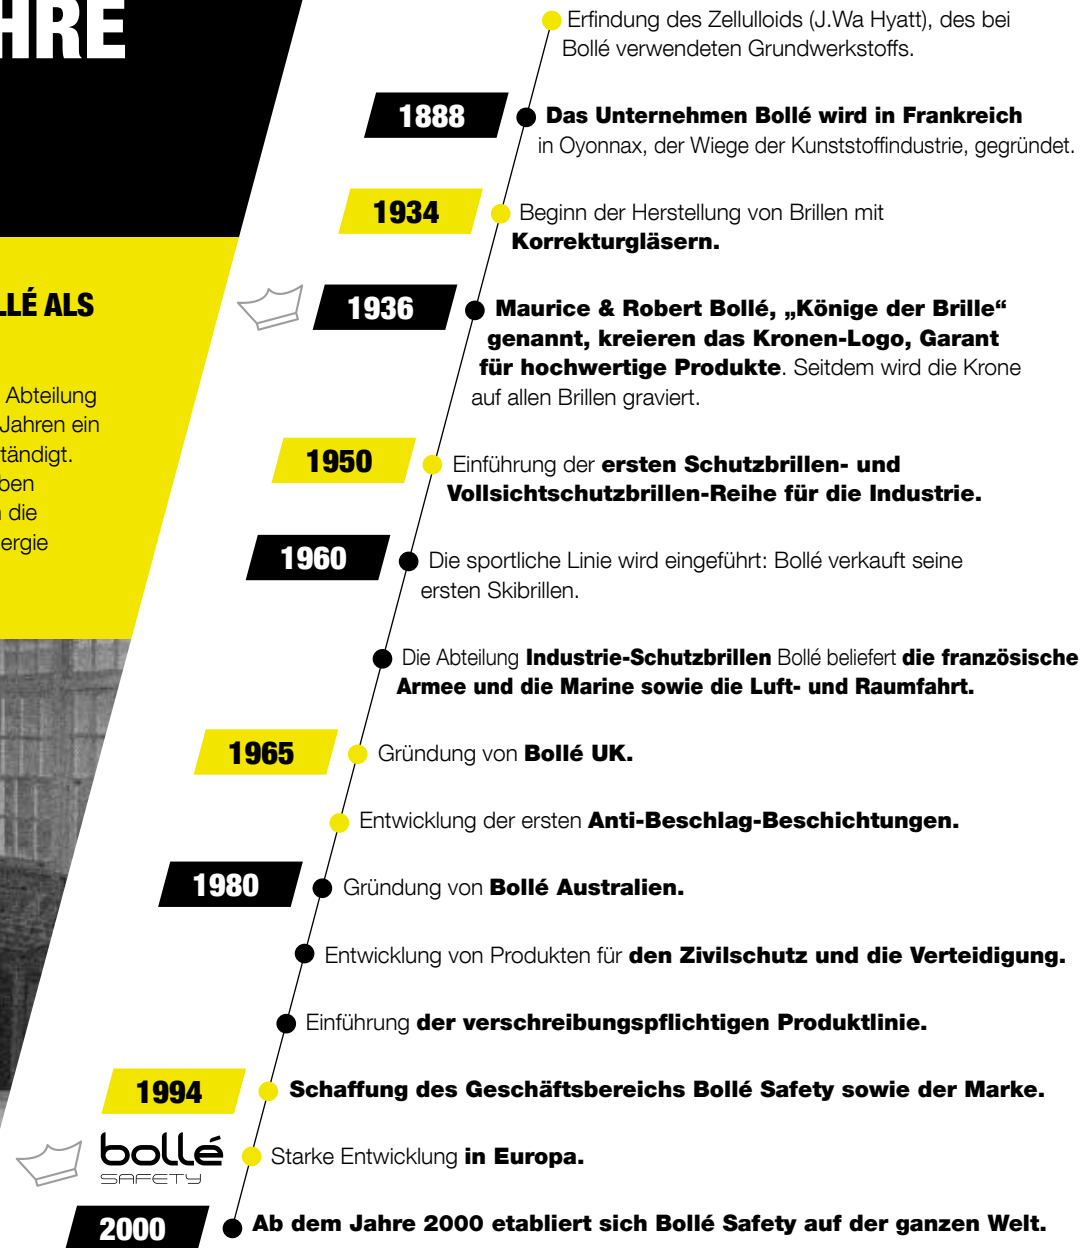 HRE
LLÉ ALS
Abteilung
Jahren ein
tändigt.
ben
die
ergie
Erfindung des Zellulloids (J.Wa Hyatt), des bei
Bollé verwendeten Grundwerkstoffs.
1888
Das Unternehmen Bollé wird in Frankreich
in Oyonnax, der Wiege der Kunststoffindustrie, gegründet.
1934
Beginn der Herstellung von Brillen mit
Korrekturgläsern.
1936
Maurice & Robert Bollé, „Könige der Brille“
genannt, kreieren das Kronen-Logo, Garant
für hochwertige Produkte. Seitdem wird die Krone
auf allen Brillen graviert.
1950
Einführung der ersten Schutzbrillen- und
Vollsichtschutzbrillen-Reihe für die Industrie.
1960
Die sportliche Linie wird eingeführt: Bollé verkauft seine
ersten Skibrillen.
Die Abteilung Industrie-Schutzbrillen Bollé beliefert die französische
Armee und die Marine sowie die Luft- und Raumfahrt.
1965
Gründung von Bollé UK.
Entwicklung der ersten Anti-Beschlag-Beschichtungen.
1980
Gründung von Bollé Australien.
Entwicklung von Produkten für den Zivilschutz und die Verteidigung.
Einführung der verschreibungspflichtigen Produktlinie.
1994
Schaffung des Geschäftsbereichs Bollé Safety sowie der Marke.
bollé
SAFETY
Starke Entwicklung in Europa.
2000
Ab dem Jahre 2000 etabliert sich Bollé Safety auf der ganzen Welt.